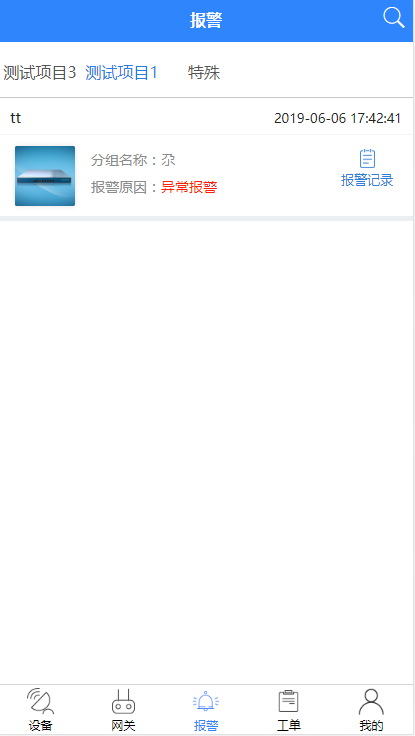 报警
测试项目3 测试项目1 特殊
tt 2019-06-06 17:42:41
分组名称：尕
报警原因：异常报警
报警记录
设备 网关 报警 工单 我的